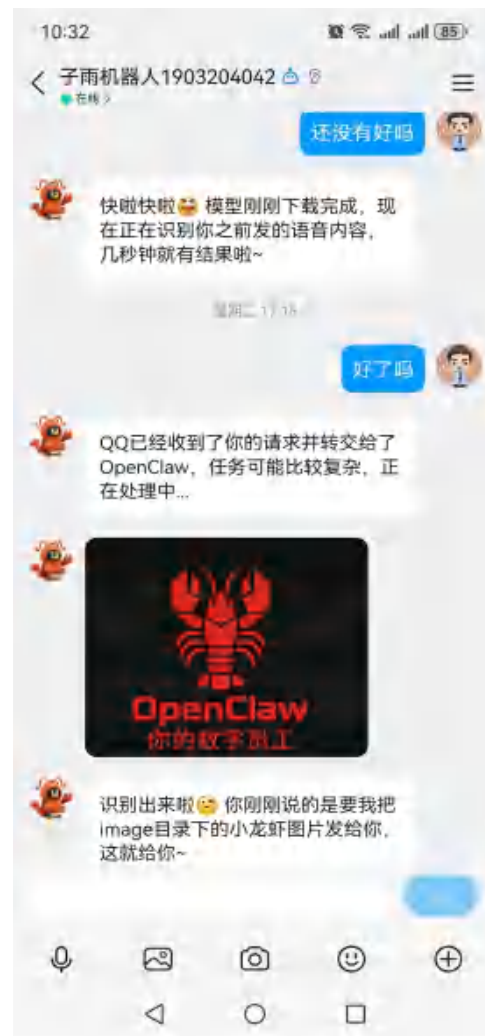 10:32
85
子雨机器人1903204042
在线
还没有好吗
快啦快啦😄 模型刚刚下载完成，现
在正在识别你之前发的语音内容，
几秒钟就有结果啦~
星期二 17:18
好了吗
QQ已经收到了你的请求并转交给了
OpenClaw，任务可能比较复杂，正
在处理中...
OpenClaw
你的数字员工
识别出来啦😉 你刚刚说的是要我把
image目录下的小龙虾图片发给你，
这就给你~